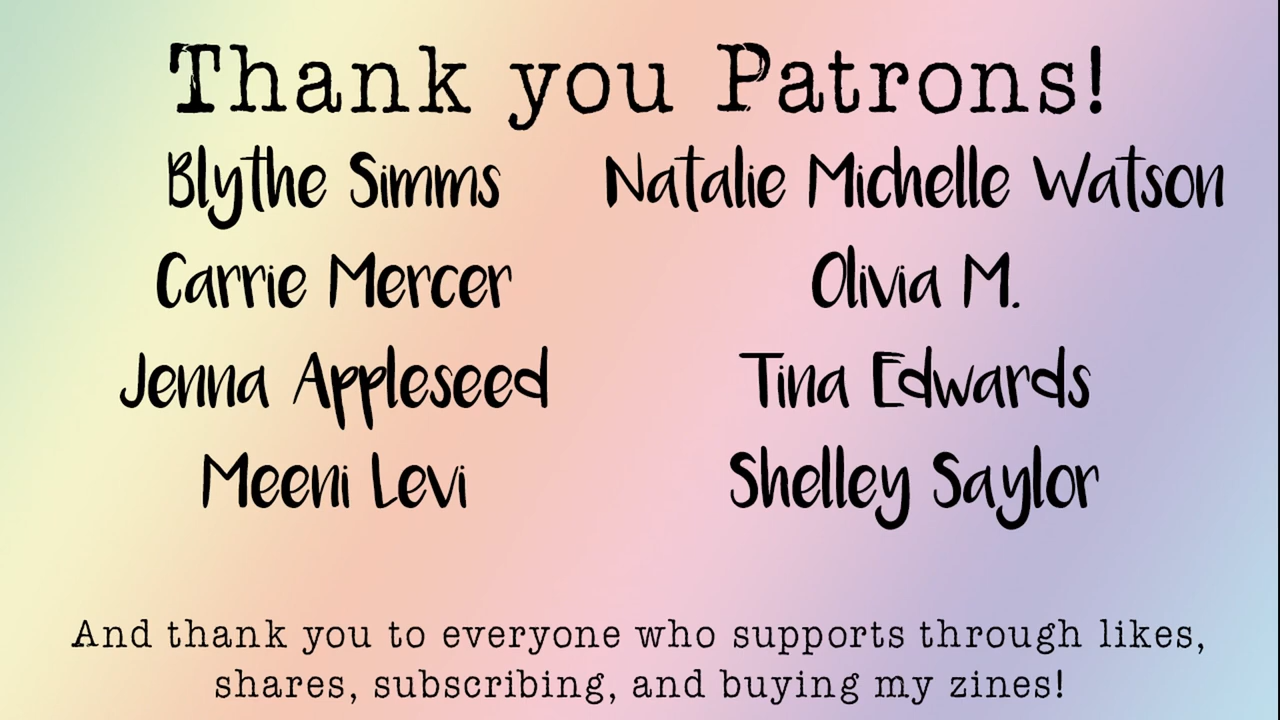 Thank you Patrons!
Blythe Simms
Natalie Michelle Watson
Carrie Mercer
Olivia M.
Jenna Appleseed
Tina Edwards
Meeni Levi
Shelley Saylor
And thank you to everyone who supports through likes,
shares, subscribing, and buying my zines!